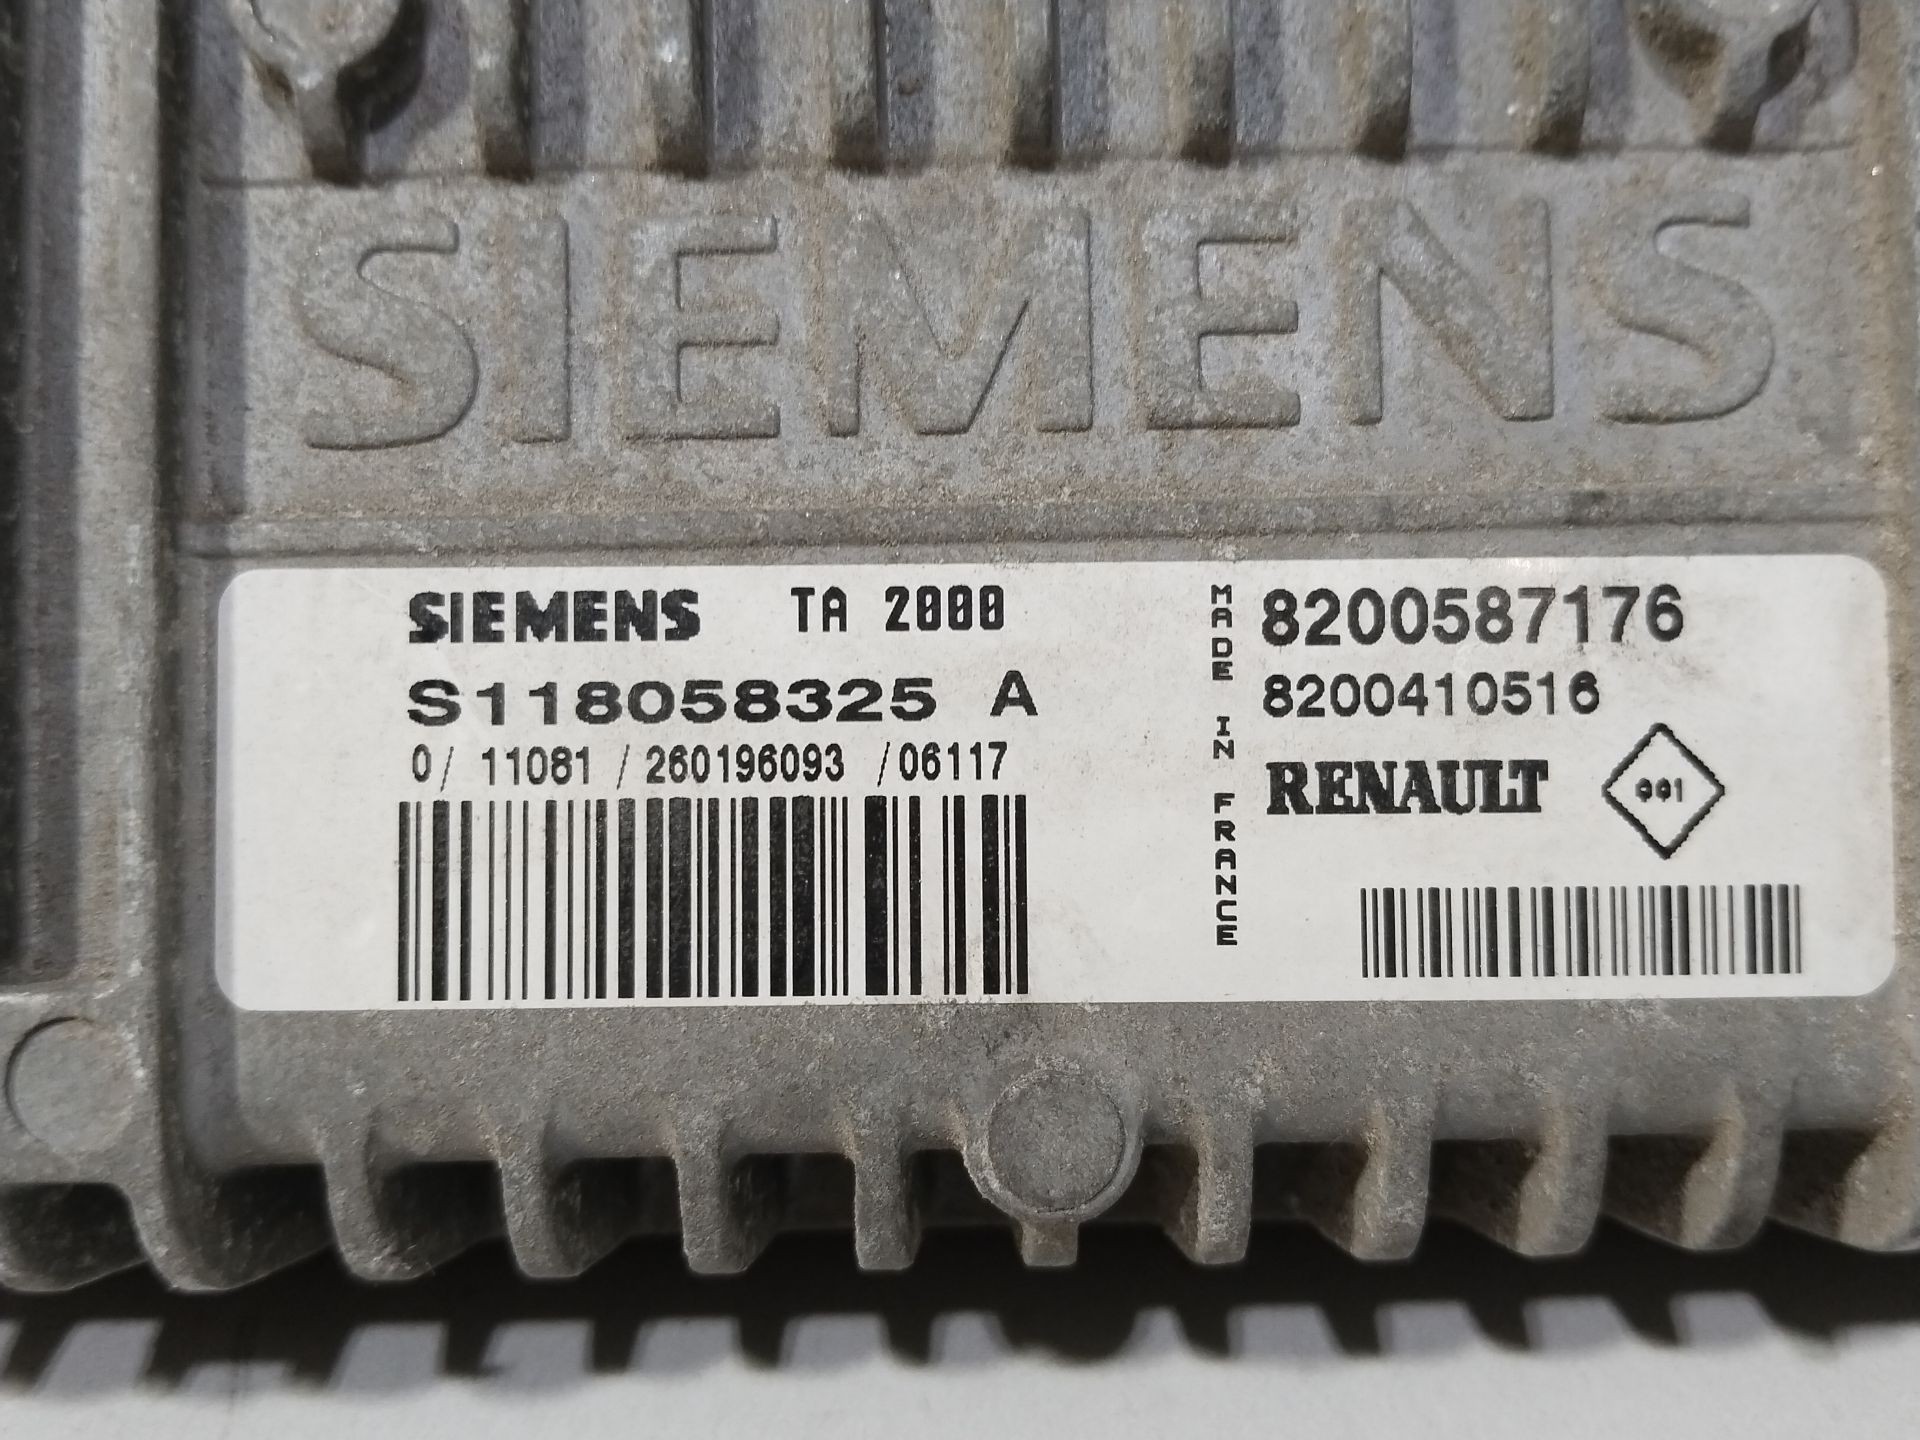 SIEMENS
SIEMENS TA 2000
S118058325 A
0/ 11081 / 260196093 /06117
MADE IN FRANCE
8200587176
8200410516
RENAULT
001